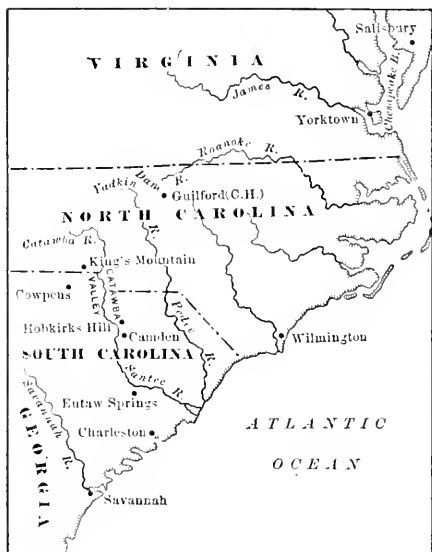 Salisbury
VIRGINIA
Chesapeake B.
James R.
Yorktown
Roanoke R.
Dan R.
Yadkin R.
Guilford (C.H.)
NORTH CAROLINA
Catawba R.
King's Mountain
CATAWBA
VALLEY
Cowpens
Pedie R.
Hobkirks Hill
Camden
Wilmington
SOUTH CAROLINA
Santee R.
Savannah R.
Eutaw Springs
Charleston
ATLANTIC
OCEAN
GEORGIA
Savannah